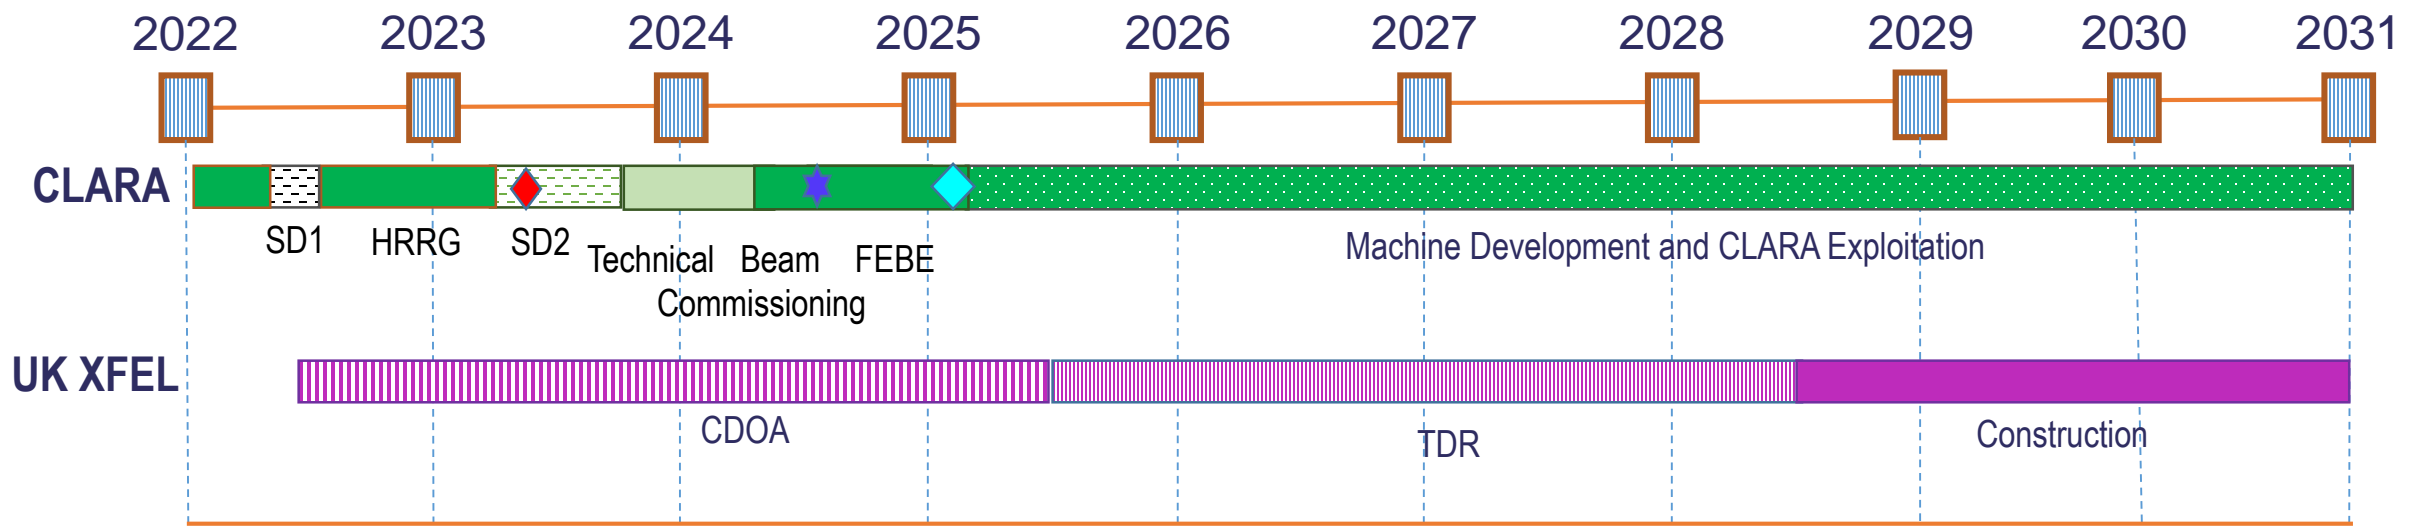 2022 2023 2024 2025 2026 2027 2028 2029 2030 2031
CLARA
SD1 HRRG SD2 Technical Beam FEBE Machine Development and CLARA Exploitation
Commissioning
UK XFEL
CDOA TDR Construction